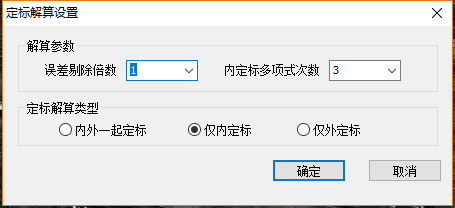 定标解算设置
解算参数
误差剔除倍数 1 内定标多项式次数 3
定标解算类型
内外一起定标 仅内定标 仅外定标
确定 取消